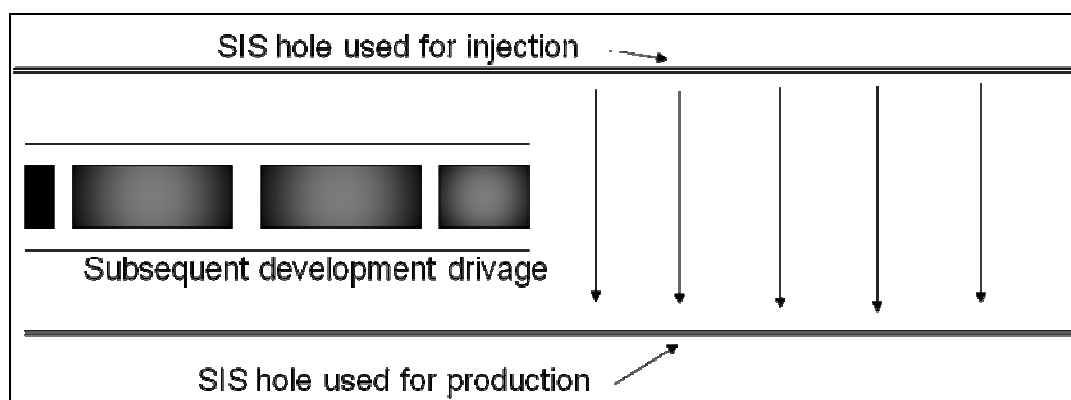 SIS hole used for injection
Subsequent development drivage
SIS hole used for production